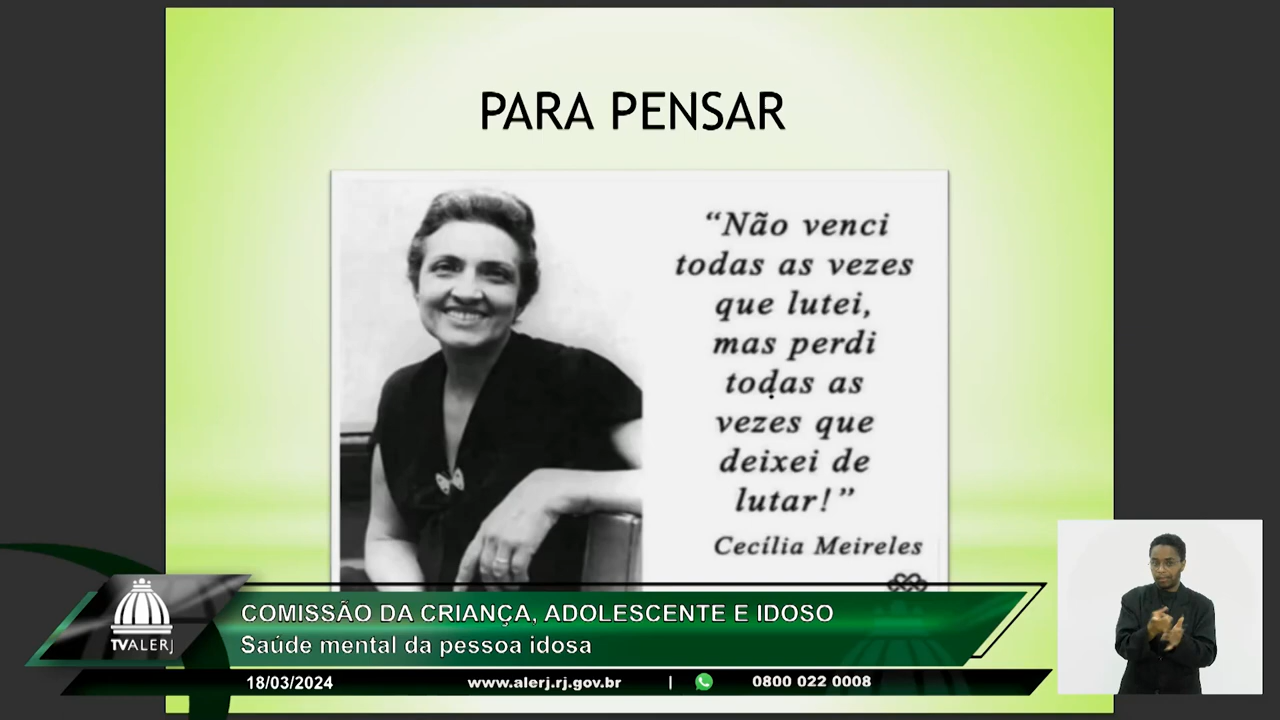 PARA PENSAR
“Não venci
todas as vezes
que lutei,
mas perdi
todas as
vezes que
deixei de
lutar!”
Cecília Meireles
COMISSÃO DA CRIANÇA, ADOLESCENTE E IDOSO
Saúde mental da pessoa idosa
TVALERJ
18/03/2024 www.alerj.rj.gov.br | 0800 022 0008